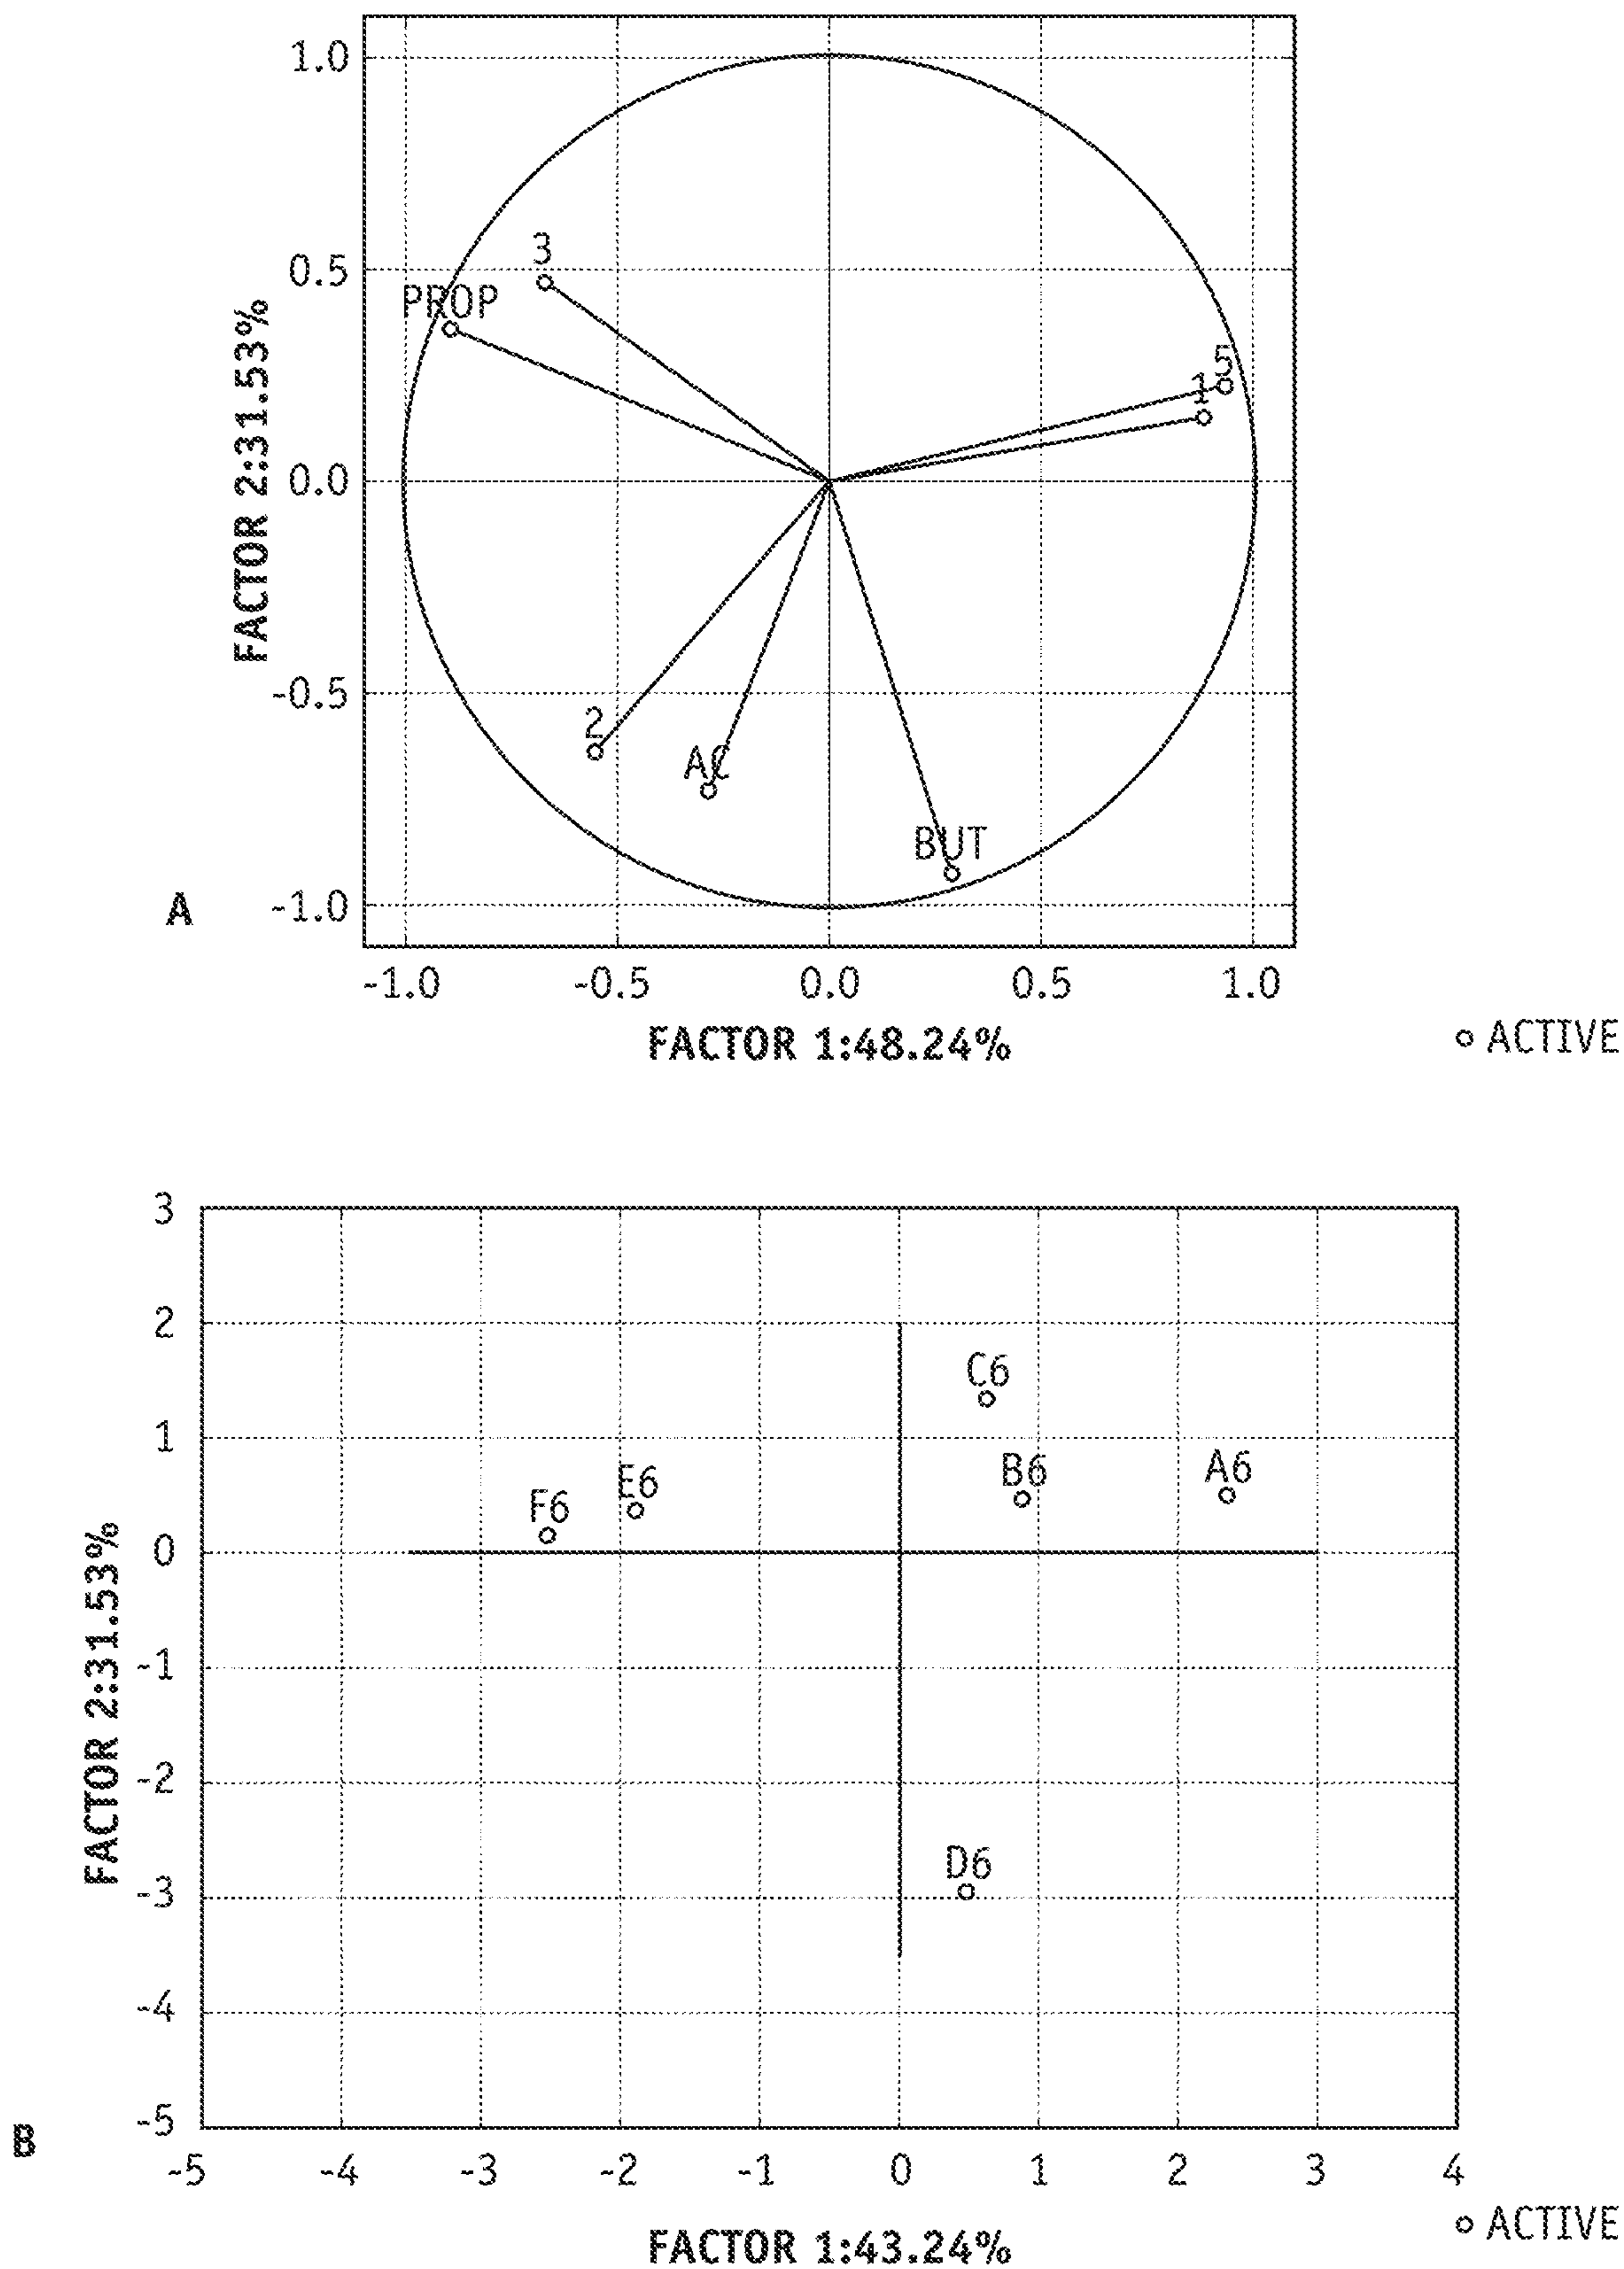 1.0
0.5
0.0
-0.5
-1.0
FACTOR 2:31.53%
3
PROP
5
1
2
AC
BUT
A
-1.0 -0.5 0.0 0.5 1.0
FACTOR 1:48.24%
ACTIVE
3
2
1
0
-1
-2
-3
-4
-5
FACTOR 2:31.53%
C6
B6
A6
E6
F6
D6
B
-5 -4 -3 -2 -1 0 1 2 3 4
FACTOR 1:43.24%
ACTIVE